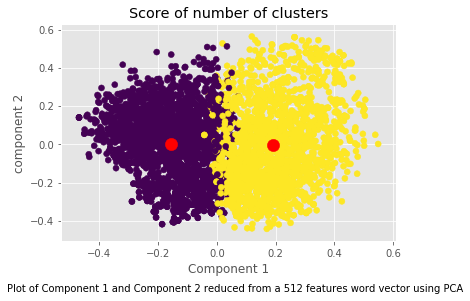 Score of number of clusters
0.6
0.4
0.2
0.0
−0.2
−0.4
component 2
−0.4 −0.2 0.0 0.2 0.4 0.6
Component 1
Plot of Component 1 and Component 2 reduced from a 512 features word vector using PCA